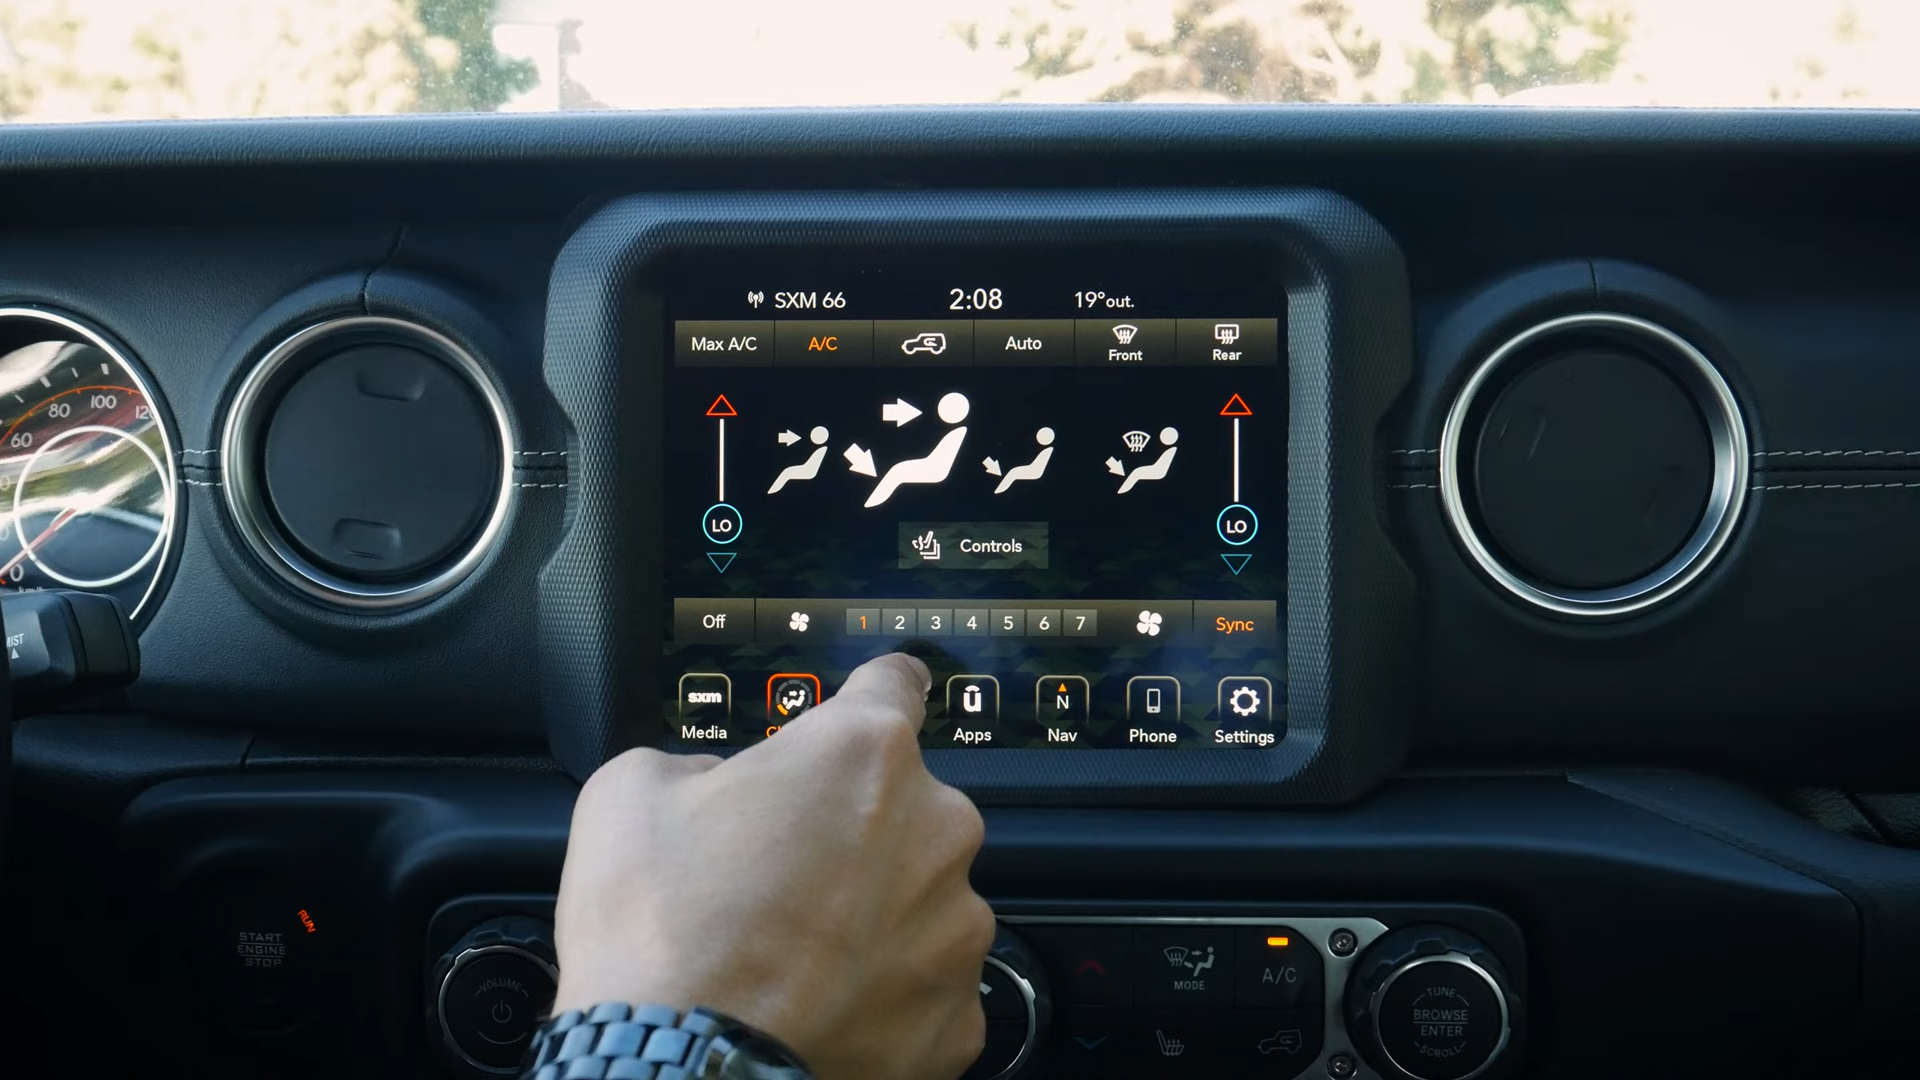 SXM 66 2:08 19°out.
Max A/C A/C Auto Front Rear
80 100
60
LO LO
Controls
Off 1 2 3 4 5 6 7 Sync
0
MIST
sxm ū N
Media Apps Nav Phone Settings
RUN
START
ENGINE
STOP
VOLUME
MODE
A/C
TUNE
BROWSE
ENTER
SCROLL